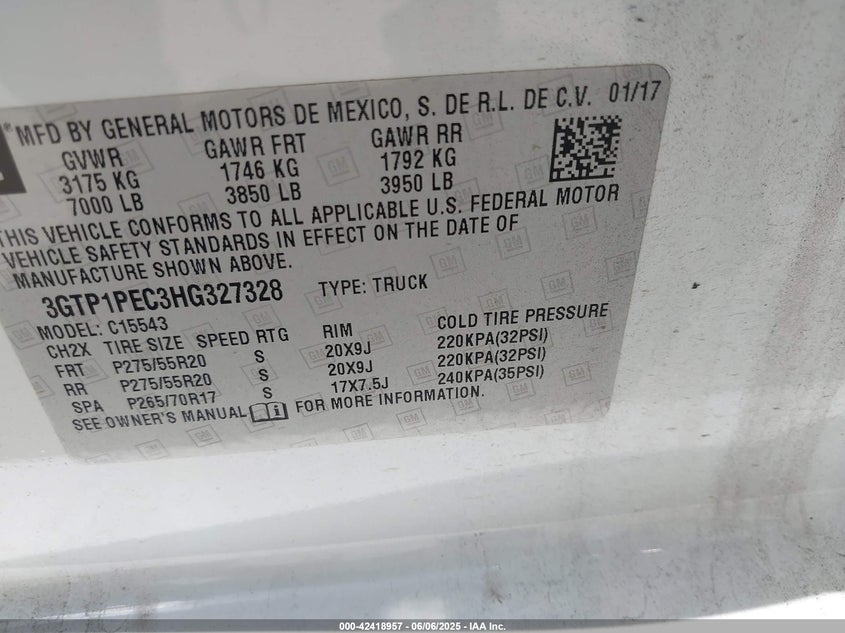 ®MFD BY GENERAL MOTORS DE MEXICO, S. DE R.L. DE C.V. 01/17
GVWR GAWR FRT GAWR RR
3175 KG 1746 KG 1792 KG
7000 LB 3850 LB 3950 LB
THIS VEHICLE CONFORMS TO ALL APPLICABLE U.S. FEDERAL MOTOR
VEHICLE SAFETY STANDARDS IN EFFECT ON THE DATE OF
MANUFACTURE SHOWN ABOVE.
3GTP1PEC3HG327328 TYPE: TRUCK
MODEL: C15543
CH2X TIRE SIZE SPEED RTG RIM COLD TIRE PRESSURE
FRT P275/55R20 S 20X9J 220KPA(32PSI)
RR P275/55R20 S 20X9J 220KPA(32PSI)
SPA P265/70R17 S 17X7.5J 240KPA(35PSI)
SEE OWNER'S MANUAL FOR MORE INFORMATION.
000-42418957 - 06/06/2025 - IAA Inc.